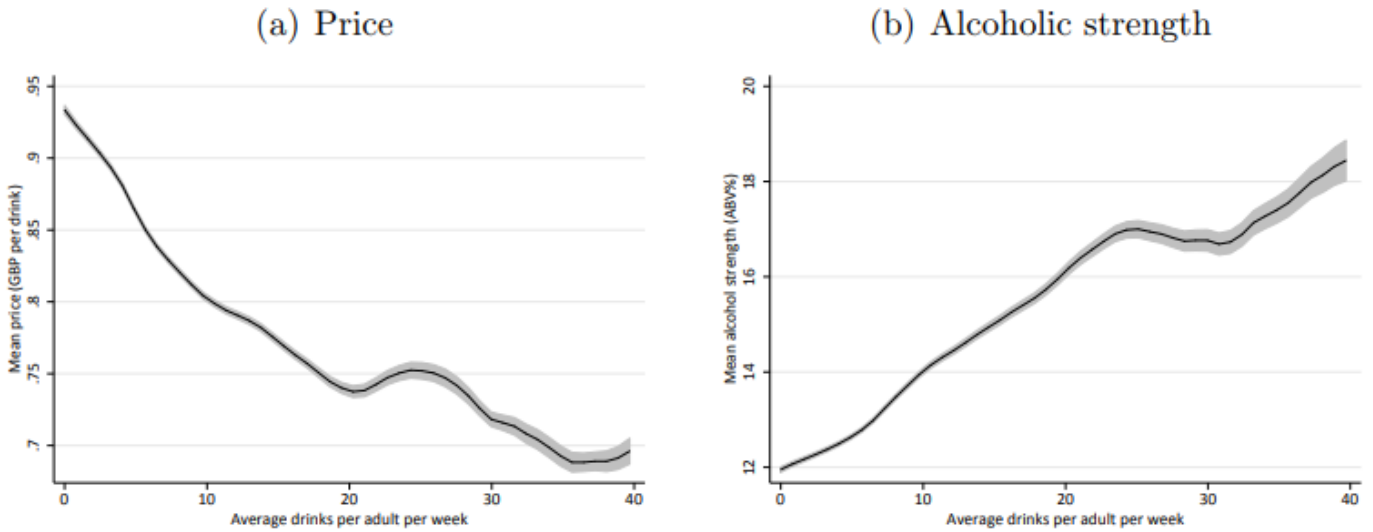 (a) Price
Mean price (GBP per drink)
.95
.9
.85
.8
.75
.7
0 10 20 30 40
Average drinks per adult per week
(b) Alcoholic strength
Mean alcohol strength (ABV%)
20
18
16
14
12
0 10 20 30 40
Average drinks per adult per week